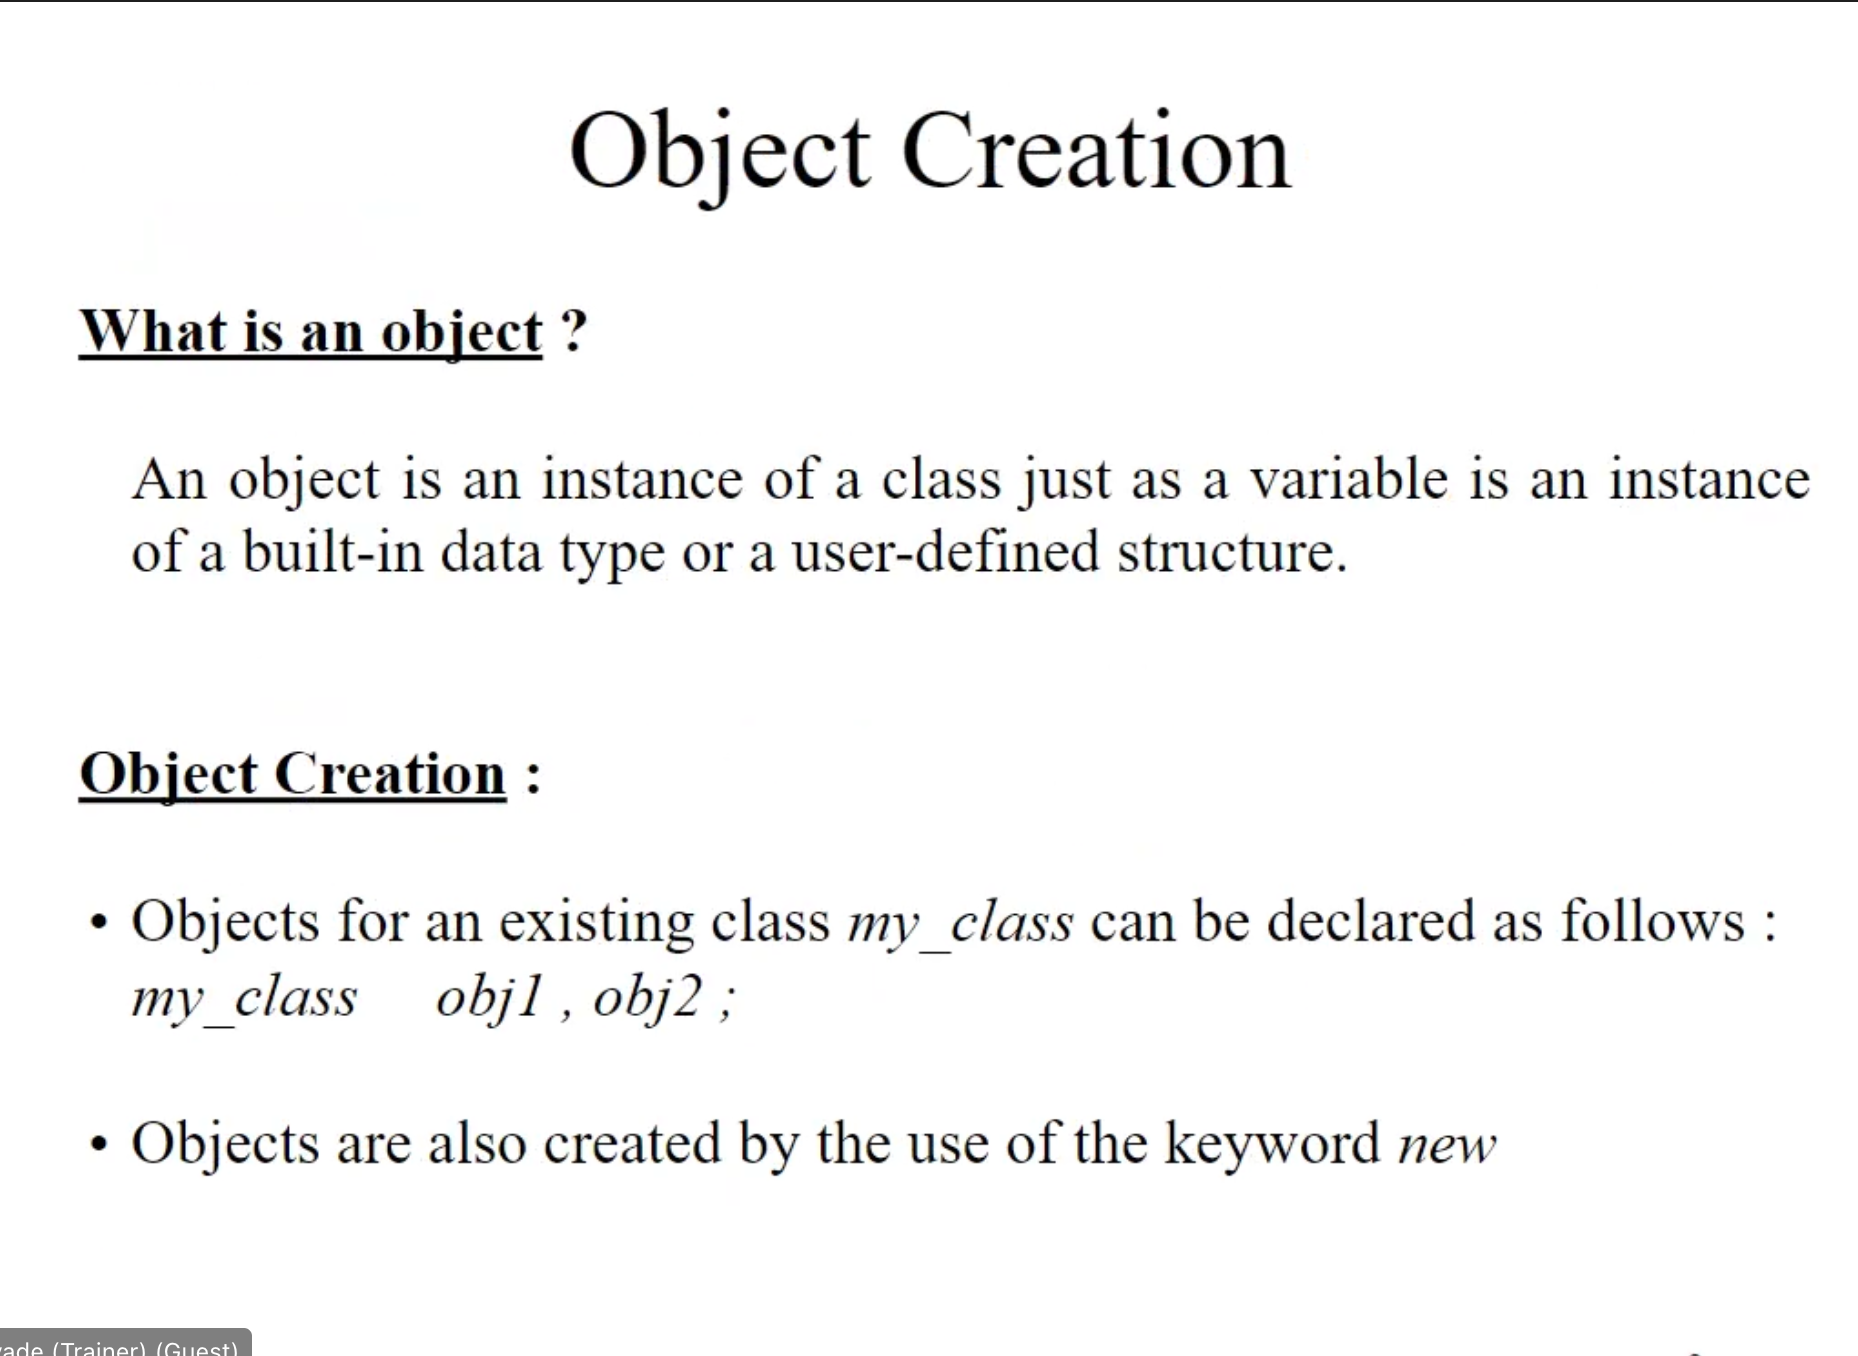 Object Creation
What is an object ?
An object is an instance of a class just as a variable is an instance
of a built-in data type or a user-defined structure.
Object Creation :
• Objects for an existing class my_class can be declared as follows :
my_class obj1 , obj2 ;
• Objects are also created by the use of the keyword new
(Trainer) (Guest)